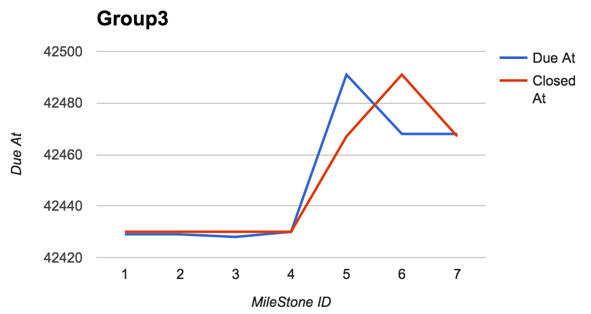 Group3
42500
42480
42460
42440
42420
Due At
1 2 3 4 5 6 7
MileStone ID
Due At
Closed
At